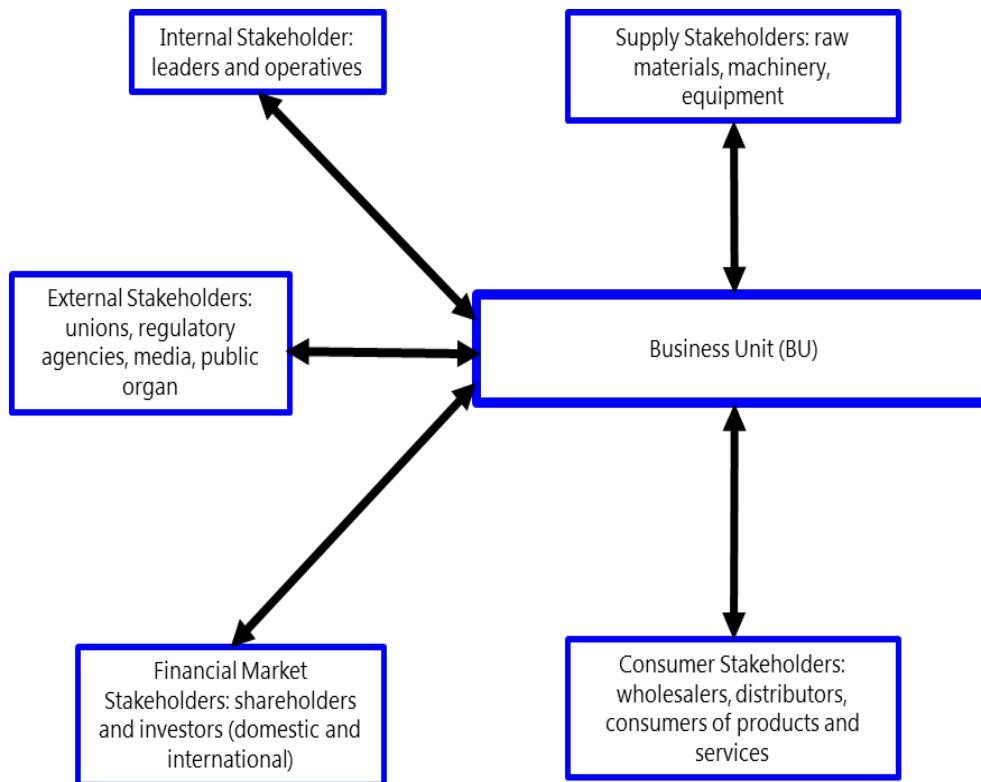 Internal Stakeholder:
leaders and operatives
Supply Stakeholders: raw
materials, machinery,
equipment
External Stakeholders:
unions, regulatory
agencies, media, public
organ
Business Unit (BU)
Financial Market
Stakeholders: shareholders
and investors (domestic and
international)
Consumer Stakeholders:
wholesalers, distributors,
consumers of products and
services